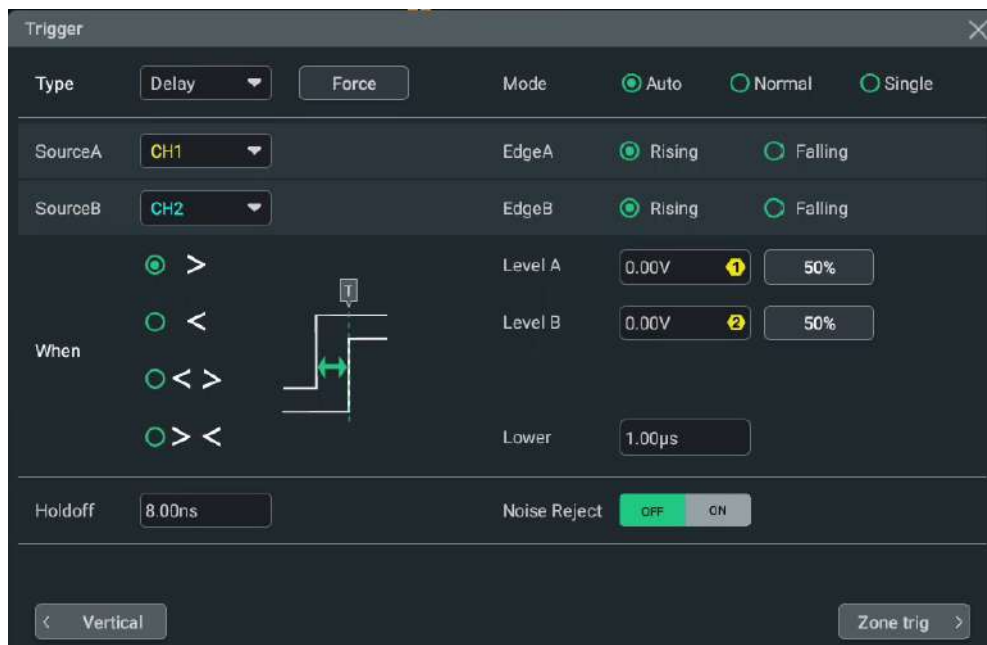 Trigger
Type Delay Force Mode Auto Normal Single
SourceA CH1 EdgeA Rising Falling
SourceB CH2 EdgeB Rising Falling
> Level A 0.00V 1 50%
T
< Level B 0.00V 2 50%
When
< >
> < Lower 1.00µs
Holdoff 8.00ns Noise Reject OFF ON
< Vertical Zone trig >